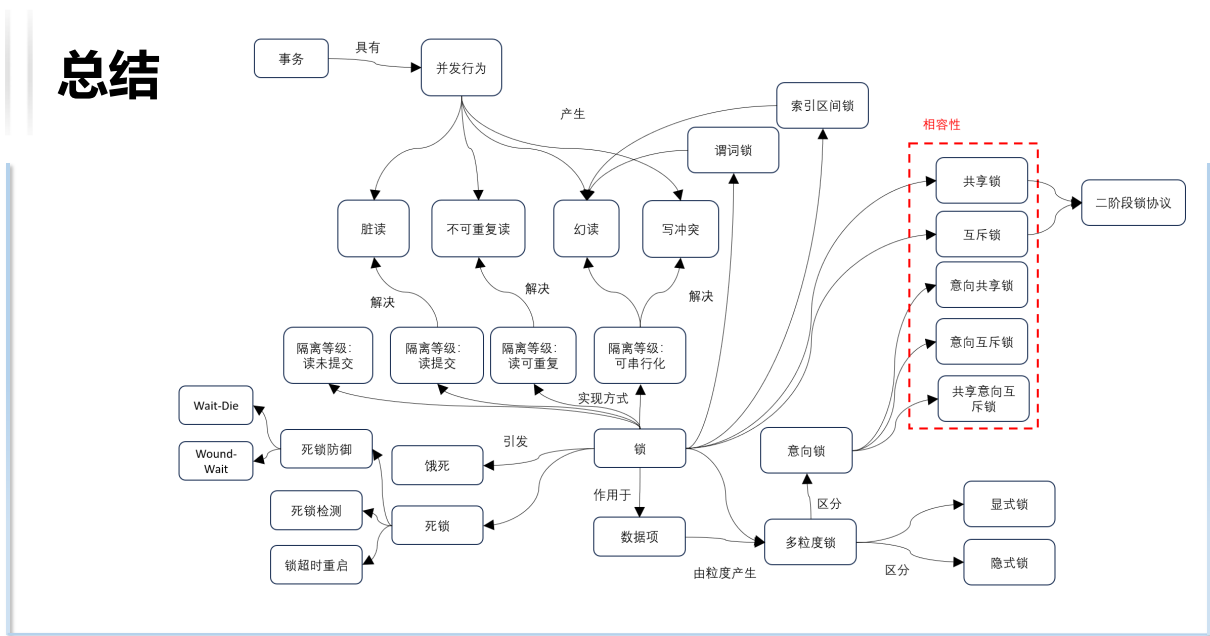 总结
事务
具有
并发行为
产生
索引区间锁
谓词锁
相容性
共享锁
互斥锁
意向共享锁
意向互斥锁
共享意向互
斥锁
二阶段锁协议
脏读
不可重复读
幻读
写冲突
解决
解决
解决
隔离等级：
读未提交
隔离等级：
读提交
隔离等级：
读可重复
隔离等级：
可串行化
实现方式
Wait-Die
Wound-
Wait
死锁防御
引发
饿死
锁
意向锁
死锁检测
死锁
作用于
数据项
区分
多粒度锁
显式锁
锁超时重启
由粒度产生
区分
隐式锁